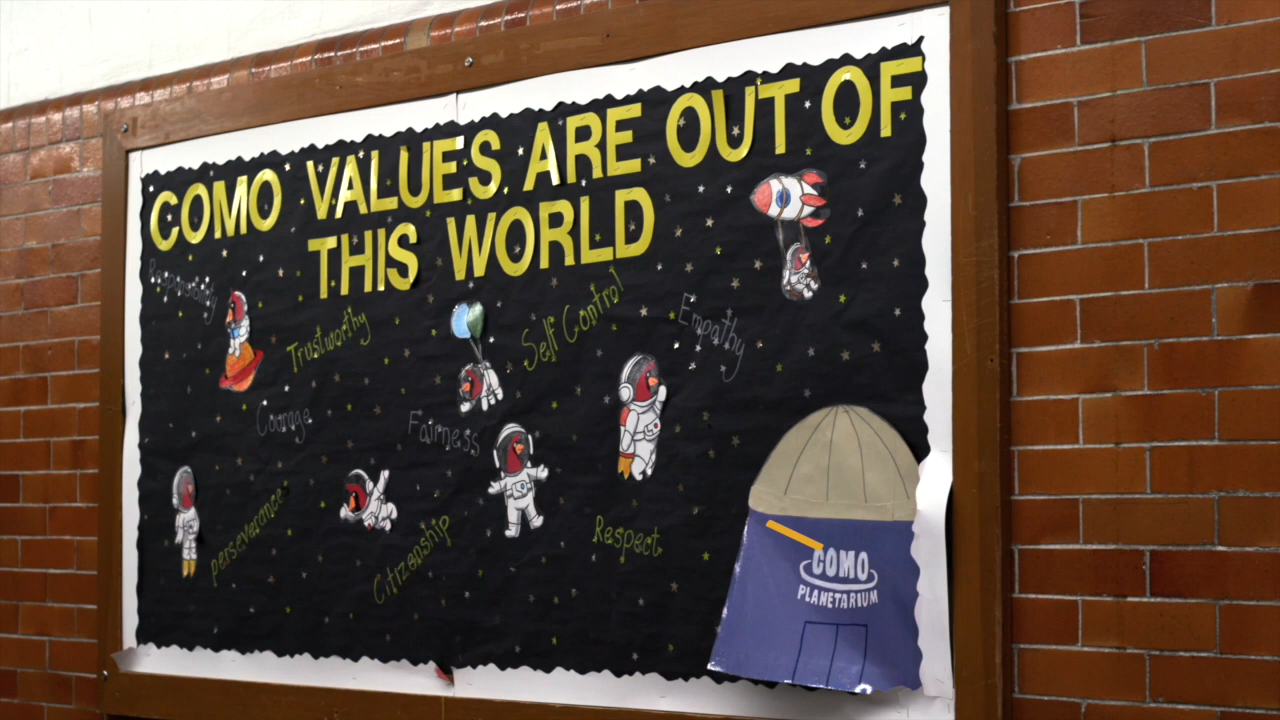 COMO VALUES ARE OUT OF
THIS WORLD
Responsibility
Trustworthy
Self Control
Empathy
Courage
Fairness
perseverance
Citizenship
Respect
COMO
PLANETARIUM